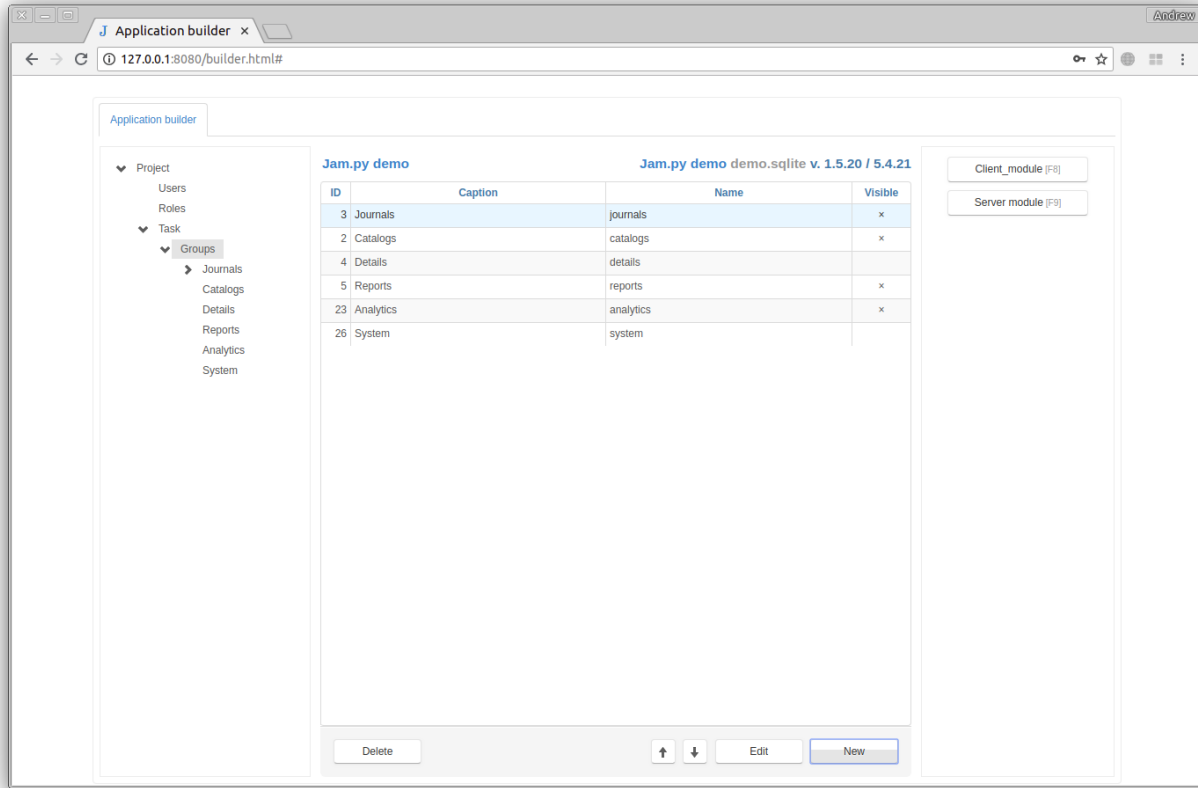 Andrew
J Application builder ×
127.0.0.1:8080/builder.html#
Application builder
Project
Users
Roles
Task
Groups
Journals
Catalogs
Details
Reports
Analytics
System
Jam.py demo
Jam.py demo demo.sqlite v. 1.5.20 / 5.4.21
ID Caption Name Visible
3 Journals journals ×
2 Catalogs catalogs ×
4 Details details
5 Reports reports ×
23 Analytics analytics ×
26 System system
Delete
Edit
New
Client_module [F8]
Server module [F9]